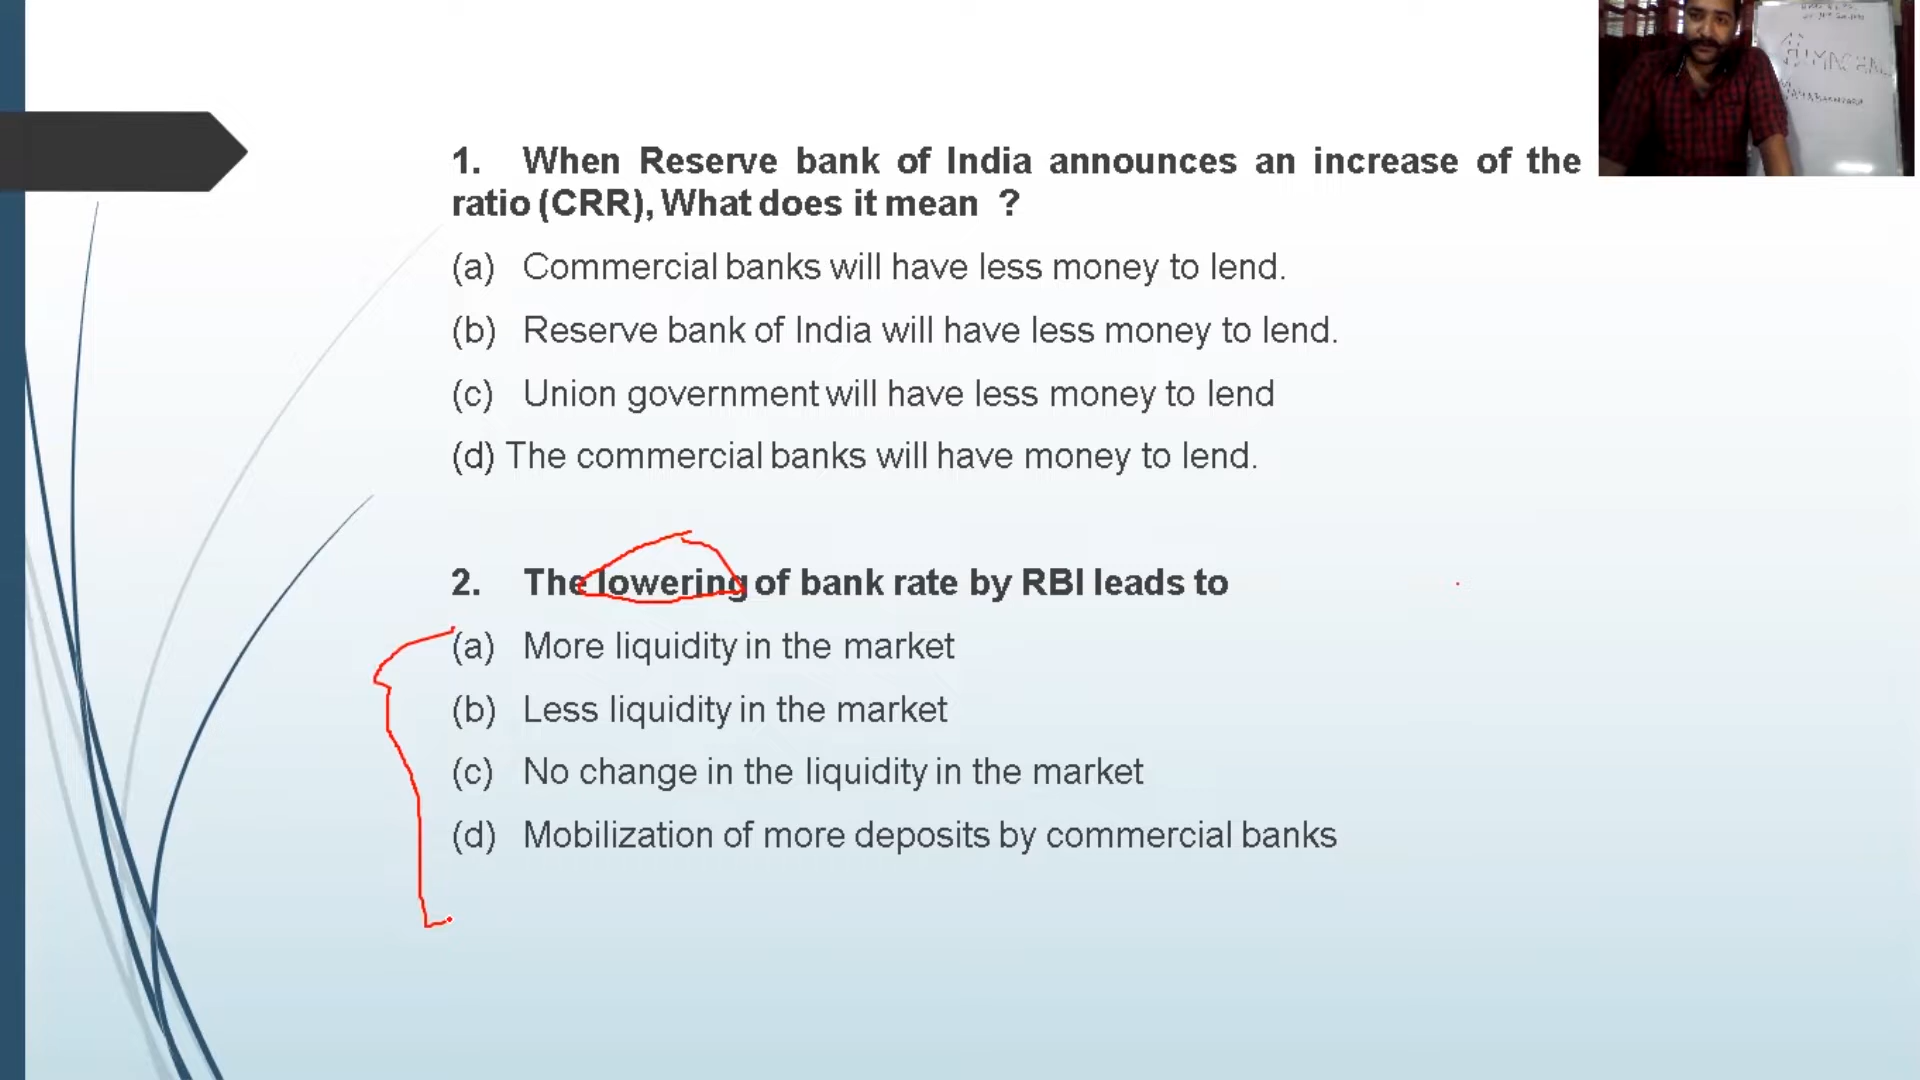 HIMACHAL
1. When Reserve bank of India announces an increase of the
ratio (CRR), What does it mean ?
(a) Commercial banks will have less money to lend.
(b) Reserve bank of India will have less money to lend.
(c) Union government will have less money to lend
(d) The commercial banks will have money to lend.
2. The lowering of bank rate by RBI leads to
(a) More liquidity in the market
(b) Less liquidity in the market
(c) No change in the liquidity in the market
(d) Mobilization of more deposits by commercial banks